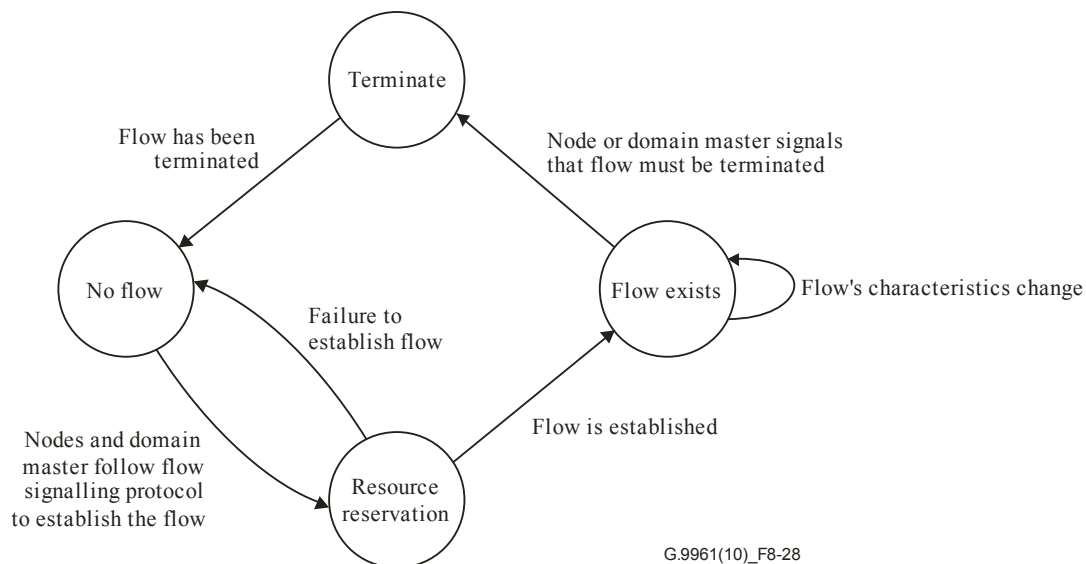 Terminate
Flow has been
terminated
Node or domain master signals
that flow must be terminated
No flow
Flow exists
Flow's characteristics change
Failure to
establish flow
Flow is established
Nodes and domain
master follow flow
signalling protocol
to establish the flow
Resource
reservation
G.9961(10)_F8-28